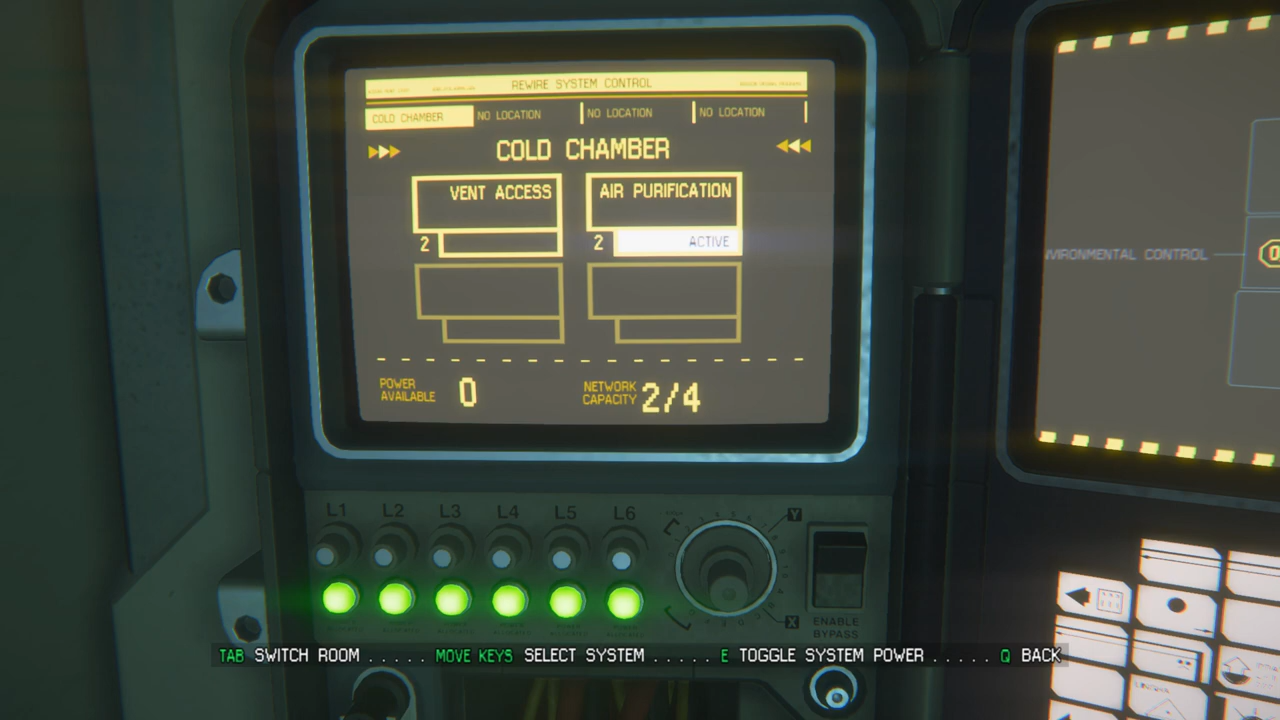 REWIRE SYSTEM CONTROL
COLD CHAMBER
NO LOCATION
NO LOCATION
NO LOCATION
COLD CHAMBER
VENT ACCESS
AIR PURIFICATION
2
2
ACTIVE
POWER
AVAILABLE
0
NETWORK
CAPACITY
2/4
VIRONMENTAL CONTROL
L1 L2 L3 L4 L5 L6
Y
X
ENABLE
BYPASS
TAB SWITCH ROOM ..... MOVE KEYS SELECT SYSTEM ..... E TOGGLE SYSTEM POWER ..... Q BACK